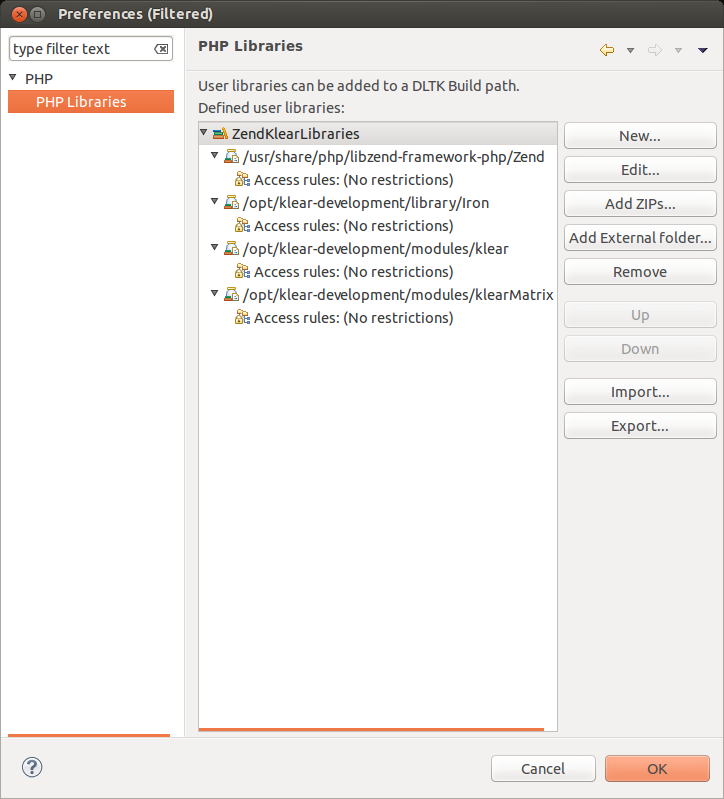 Preferences (Filtered)
type filter text
PHP
PHP Libraries
PHP Libraries
User libraries can be added to a DLTK Build path.
Defined user libraries:
ZendKlearLibraries
/usr/share/php/libzend-framework-php/Zend
Access rules: (No restrictions)
/opt/klear-development/library/Iron
Access rules: (No restrictions)
/opt/klear-development/modules/klear
Access rules: (No restrictions)
/opt/klear-development/modules/klearMatrix
Access rules: (No restrictions)
New...
Edit...
Add ZIPs...
Add External folder...
Remove
Up
Down
Import...
Export...
?
Cancel
OK